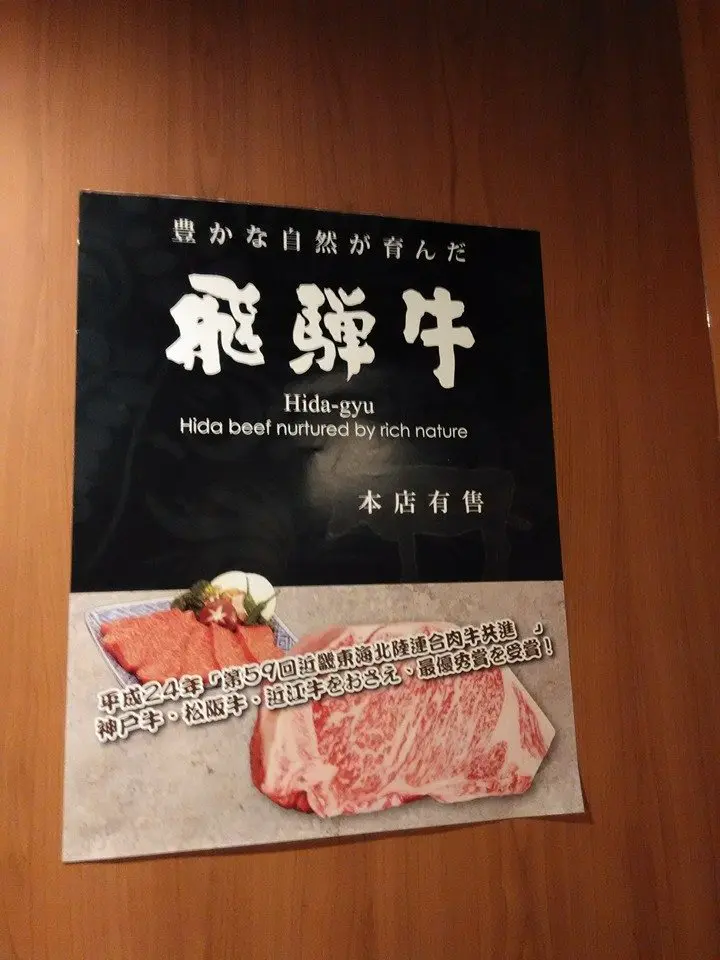 豊かな自然が育んだ
飛騨牛
Hida-gyu
Hida beef nurtured by rich nature
本店有售
平成24年「第59回近畿東海北陸連合肉牛共進　」
神戸牛・松阪牛・近江牛をおさえ、最優秀賞を受賞！